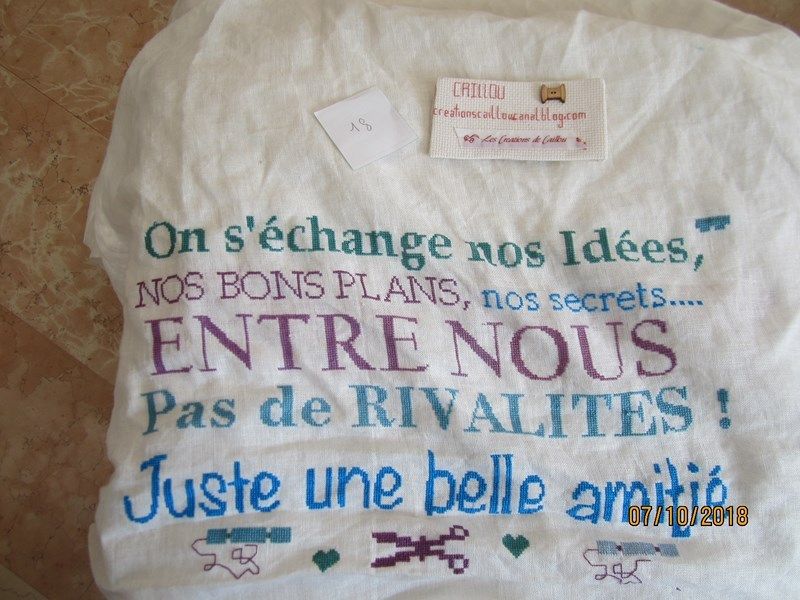 CAILLOU
creationscailloucanalblog.com
Les Creations de Caillou
18
On s'échange nos Idées,
NOS BONS PLANS, nos secrets....
ENTRE NOUS
Pas de RIVALITES !
Juste une belle amitié
07/10/2018